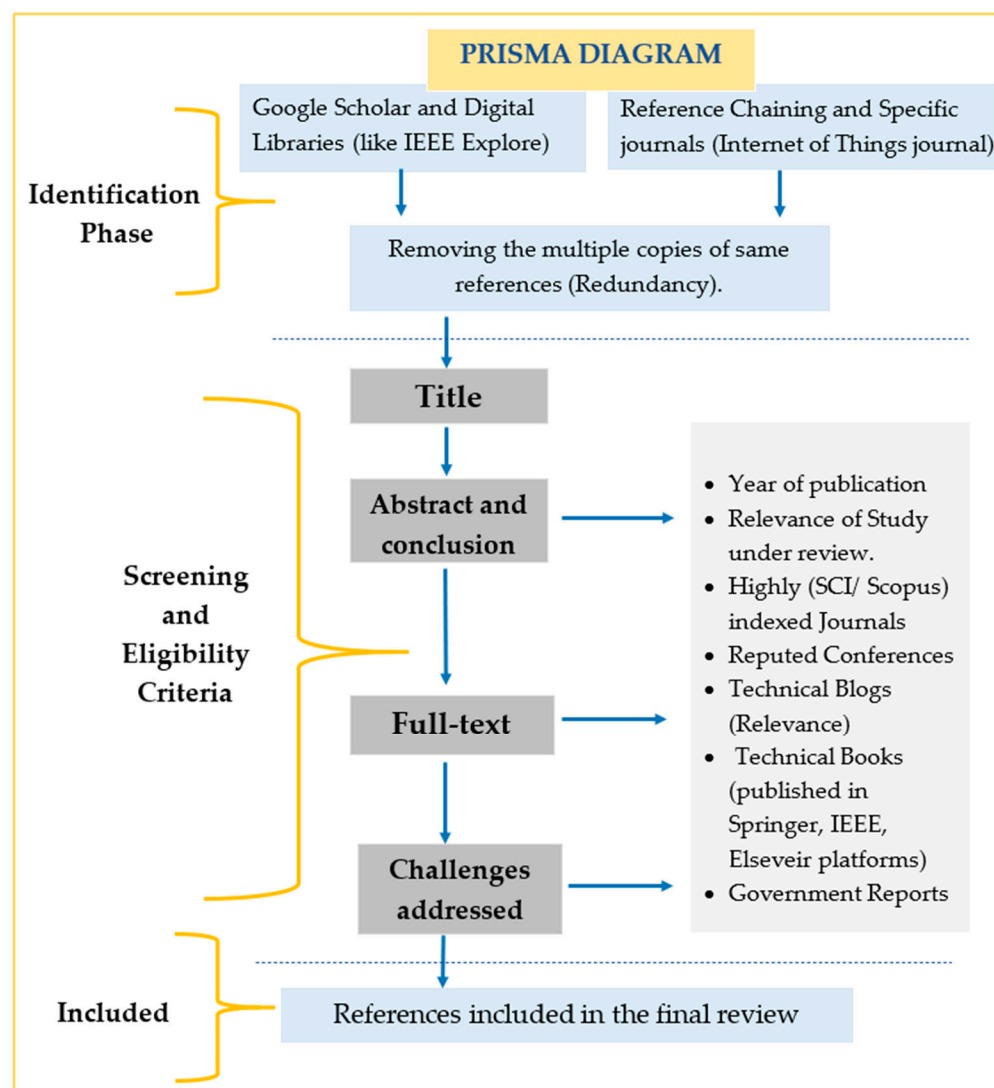 PRISMA DIAGRAM
Google Scholar and Digital
Libraries (like IEEE Explore)
Reference Chaining and Specific
journals (Internet of Things journal)
Identification
Phase
Removing the multiple copies of same
references (Redundancy).
Title
Abstract and
conclusion
Screening
and
Eligibility
Criteria
Full-text
Challenges
addressed
• Year of publication
• Relevance of Study
under review.
• Highly (SCI/ Scopus)
indexed Journals
• Reputed Conferences
• Technical Blogs
(Relevance)
• Technical Books
(published in
Springer, IEEE,
Elseveir platforms)
• Government Reports
Included
References included in the final review